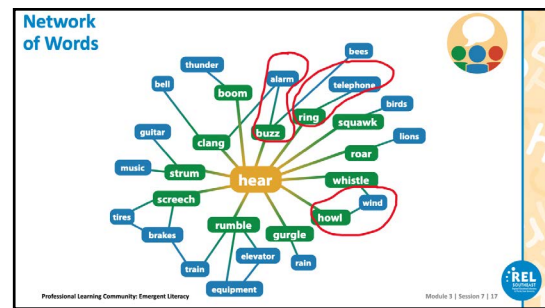 Network
of Words
bees
thunder
alarm
telephone
bell
boom
birds
ring
squawk
guitar
buzz
lions
clang
roar
music
strum
hear
whistle
screech
wind
tires
howl
rumble
gurgle
brakes
elevator
rain
train
equipment
REL
SOUTHEAST
Professional Learning Community: Emergent Literacy
Module 3 | Session 7 | 17